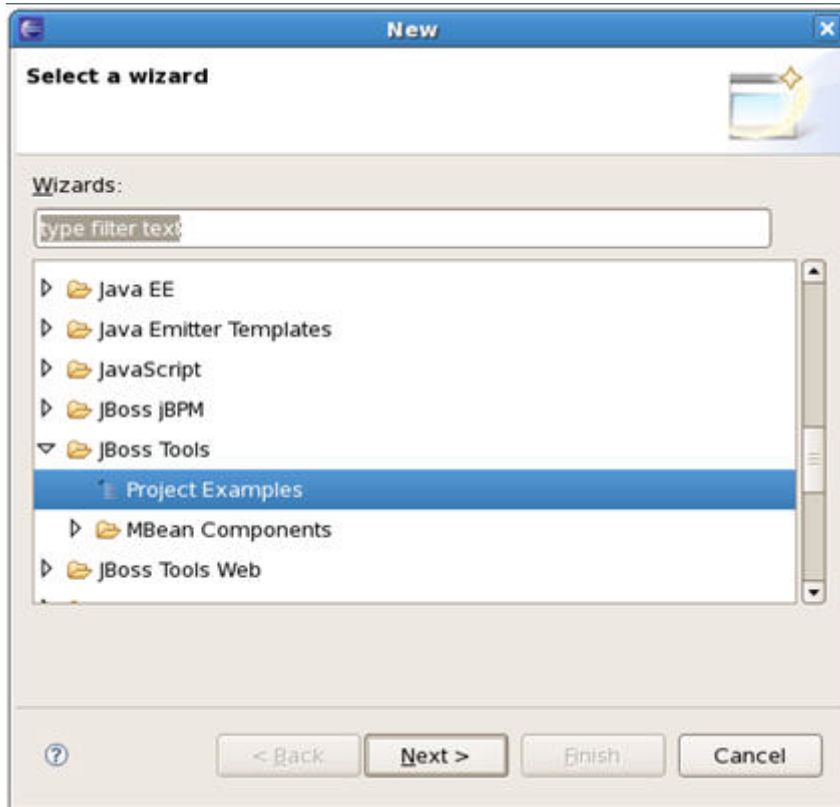 New
Select a wizard
Wizards:
type filter text
Java EE
Java Emitter Templates
JavaScript
JBoss jBPM
JBoss Tools
Project Examples
MBean Components
JBoss Tools Web
< Back Next > Finish Cancel